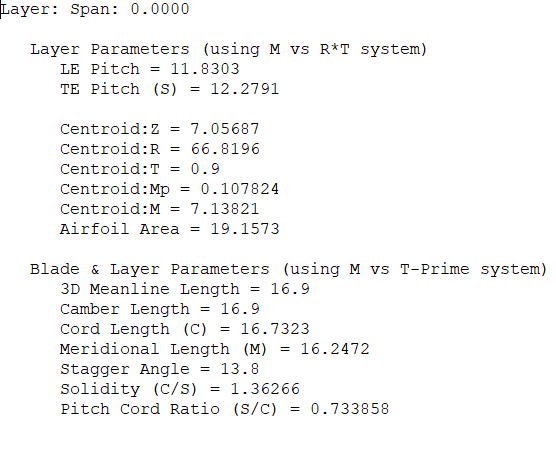 Layer: Span: 0.0000
Layer Parameters (using M vs R*T system)
LE Pitch = 11.8303
TE Pitch (S) = 12.2791
Centroid:Z = 7.05687
Centroid:R = 66.8196
Centroid:T = 0.9
Centroid:Mp = 0.107824
Centroid:M = 7.13821
Airfoil Area = 19.1573
Blade & Layer Parameters (using M vs T-Prime system)
3D Meanline Length = 16.9
Camber Length = 16.9
Cord Length (C) = 16.7323
Meridional Length (M) = 16.2472
Stagger Angle = 13.8
Solidity (C/S) = 1.36266
Pitch Cord Ratio (S/C) = 0.733858